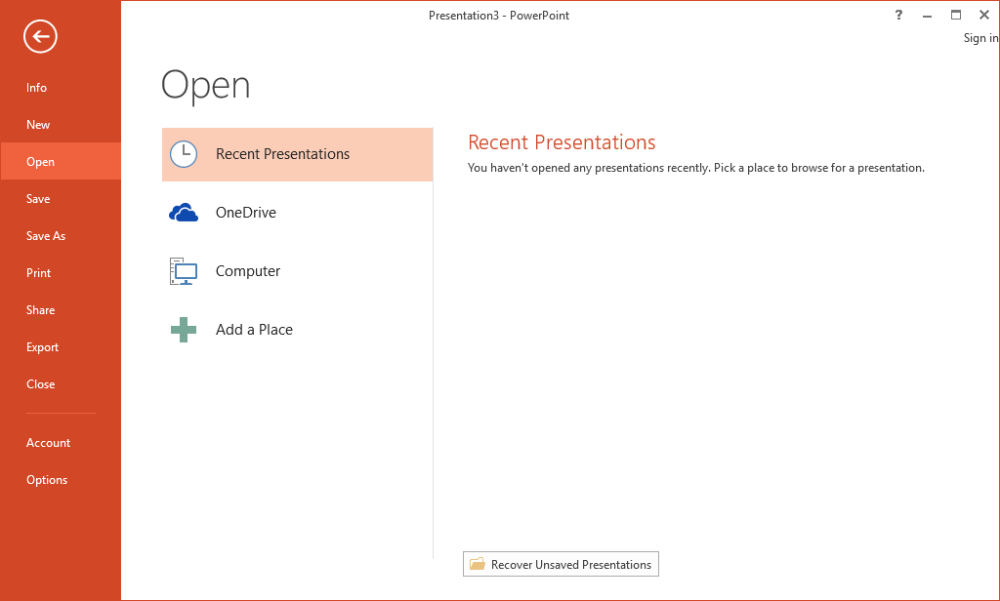 Presentation3 - PowerPoint
?
Sign in
Info
New
Open
Save
Save As
Print
Share
Export
Close
Account
Options
Open
Recent Presentations
OneDrive
Computer
Add a Place
Recent Presentations
You haven't opened any presentations recently. Pick a place to browse for a presentation.
Recover Unsaved Presentations